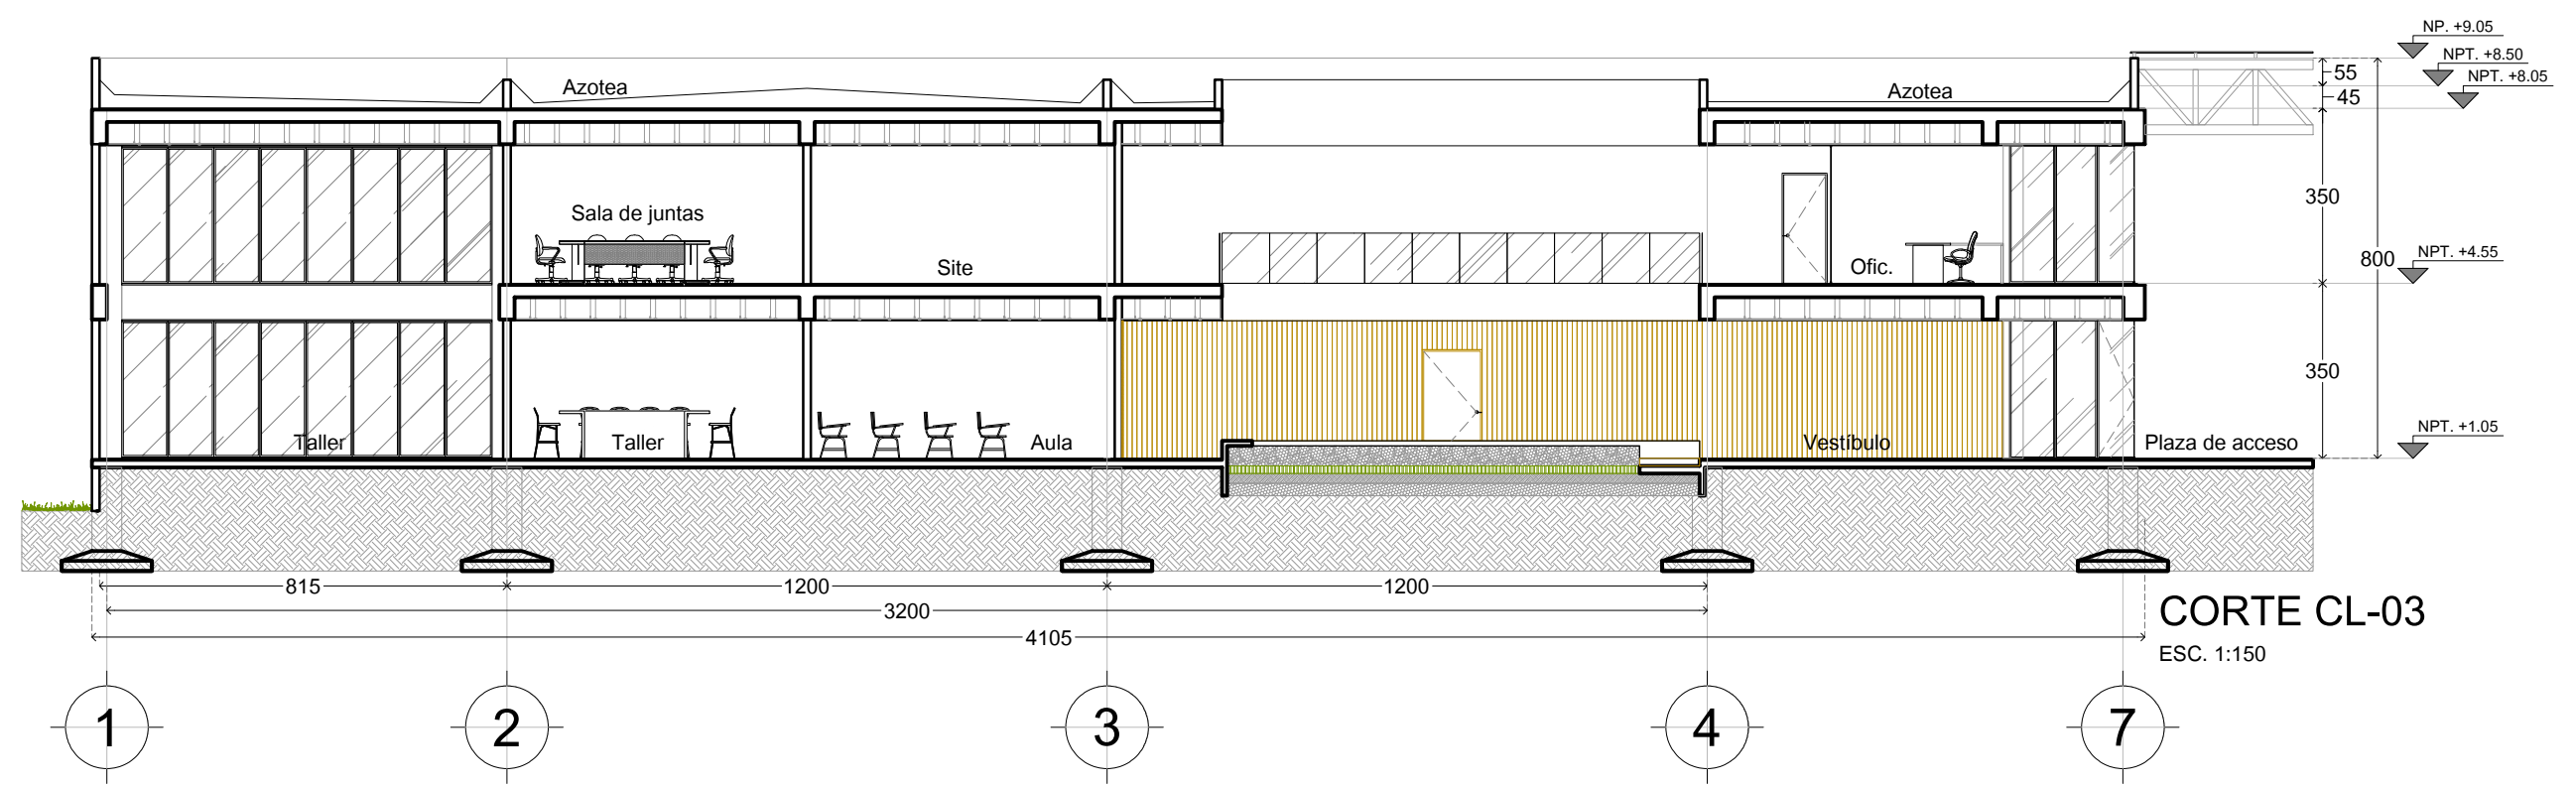 NP. +9.05
NPT. +8.50
NPT. +8.05
55
45
Azotea
Azotea
350
Sala de juntas
Site
Ofic.
NPT. +4.55
800
350
Taller
Taller
Aula
Vestíbulo
Plaza de acceso
NPT. +1.05
815
1200
1200
3200
4105
CORTE CL-03
ESC. 1:150
1
2
3
4
7